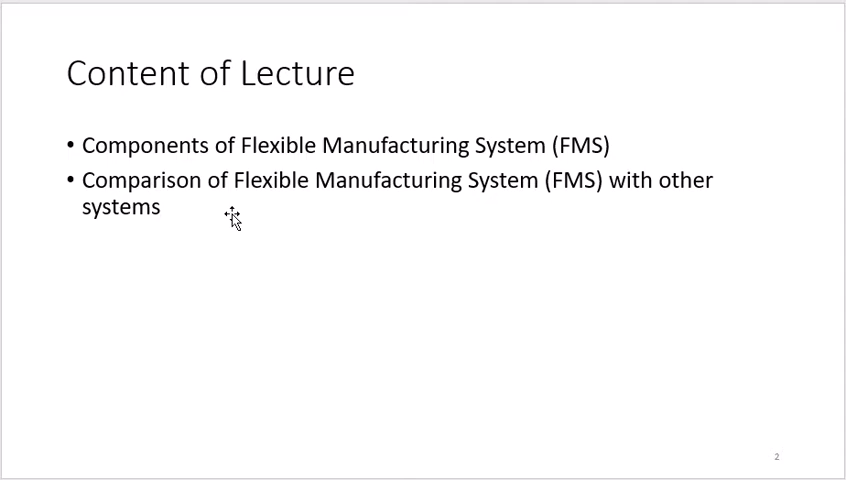 Content of Lecture
• Components of Flexible Manufacturing System (FMS)
• Comparison of Flexible Manufacturing System (FMS) with other
systems
2